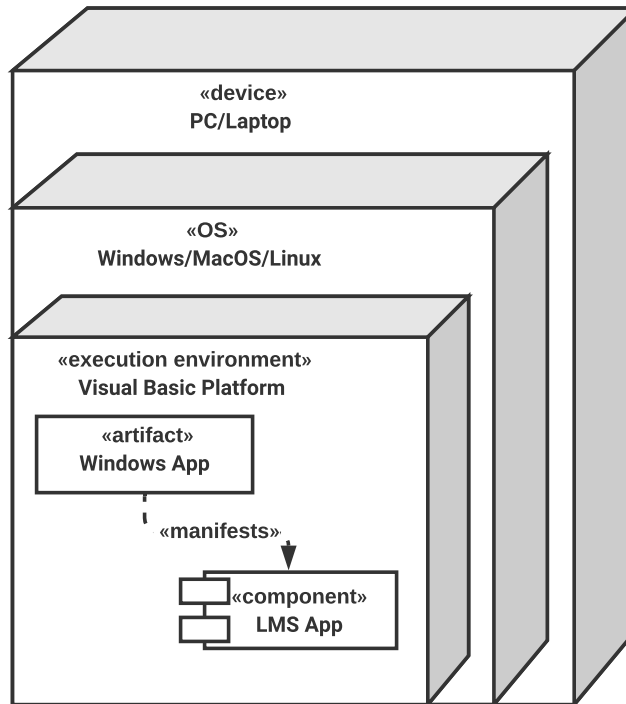 «device»
PC/Laptop
«OS»
Windows/MacOS/Linux
«execution environment»
Visual Basic Platform
«artifact»
Windows App
«manifests»
«component»
LMS App